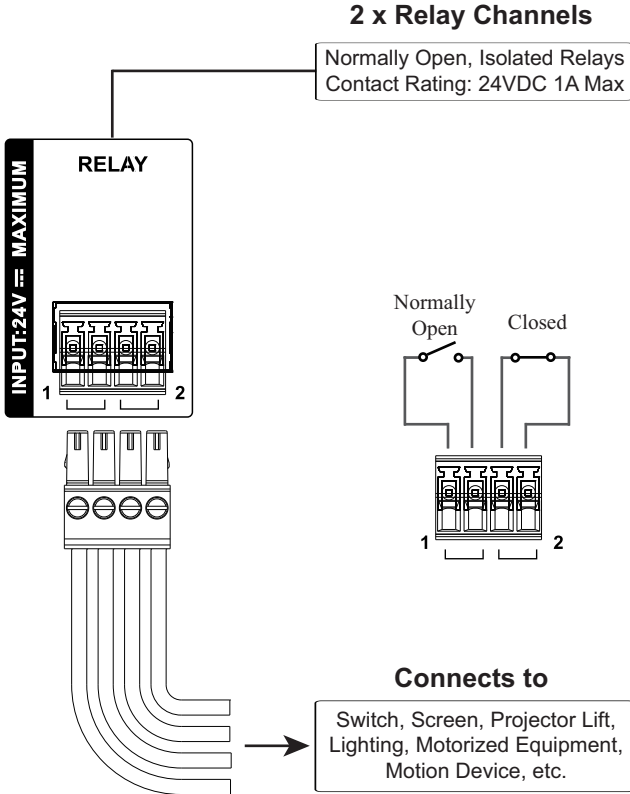 2 x Relay Channels
Normally Open, Isolated Relays
Contact Rating: 24VDC 1A Max
RELAY
INPUT:24V ⎓ MAXIMUM
1 2
Normally
Open
Closed
1 2
Connects to
Switch, Screen, Projector Lift,
Lighting, Motorized Equipment,
Motion Device, etc.